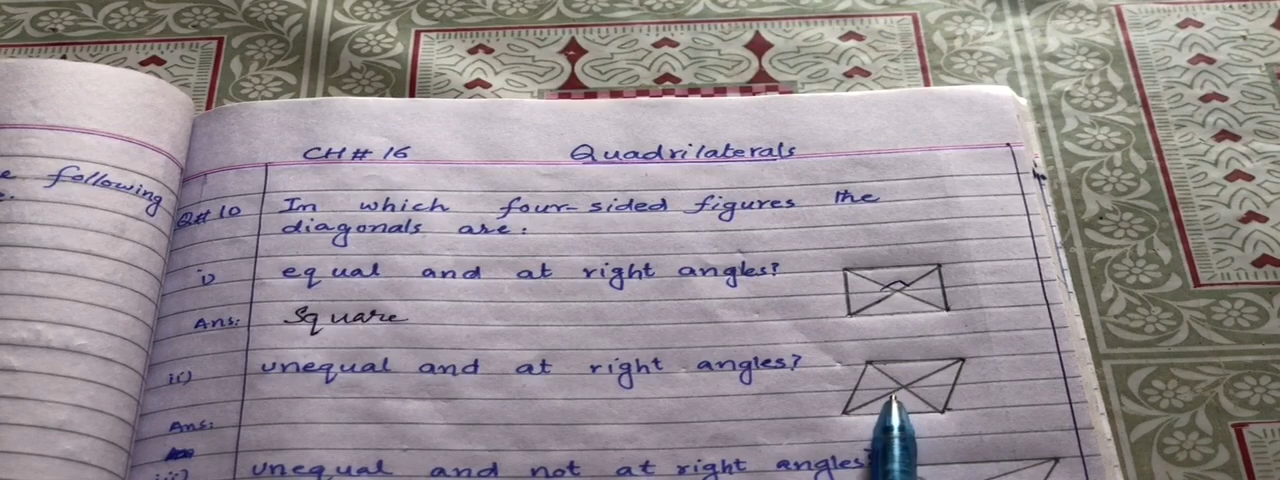 e following
e.
CH # 16 Quadrilaterals
Q# 10 In which four-sided figures the
diagonals are:
i) equal and at right angles?
Ans: Square
ii) unequal and at right angles?
Ans:
iii) unequal and not at right angles?